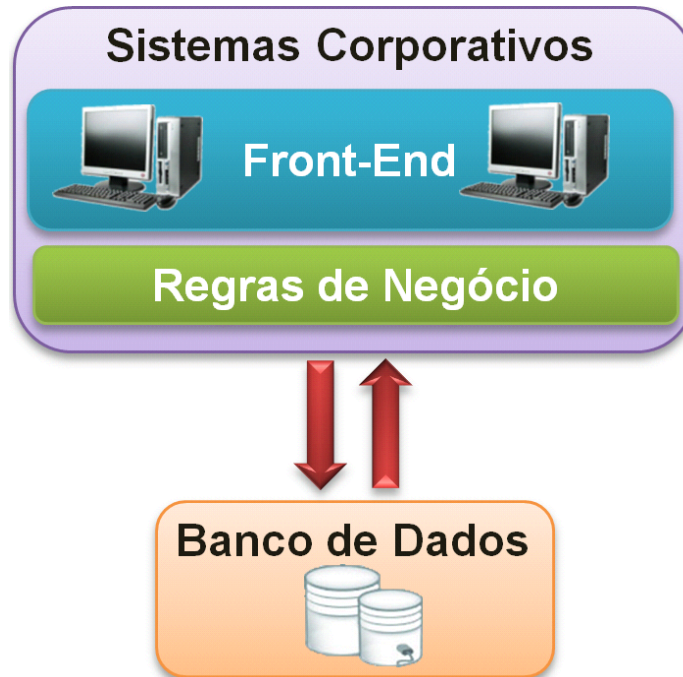 Sistemas Corporativos
Front-End
Regras de Negócio
Banco de Dados